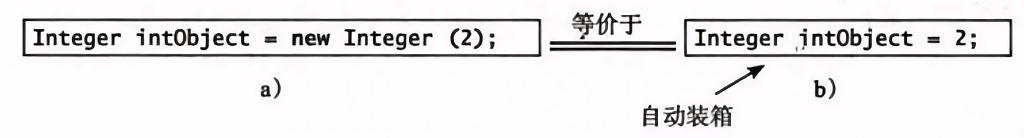 Integer intObject = new Integer (2);
等价于
Integer intObject = 2;
a)
b)
自动装箱